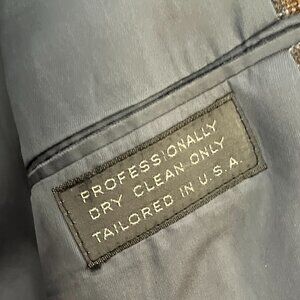 PROFESSIONALLY
DRY CLEAN ONLY
TAILORED IN U.S.A.